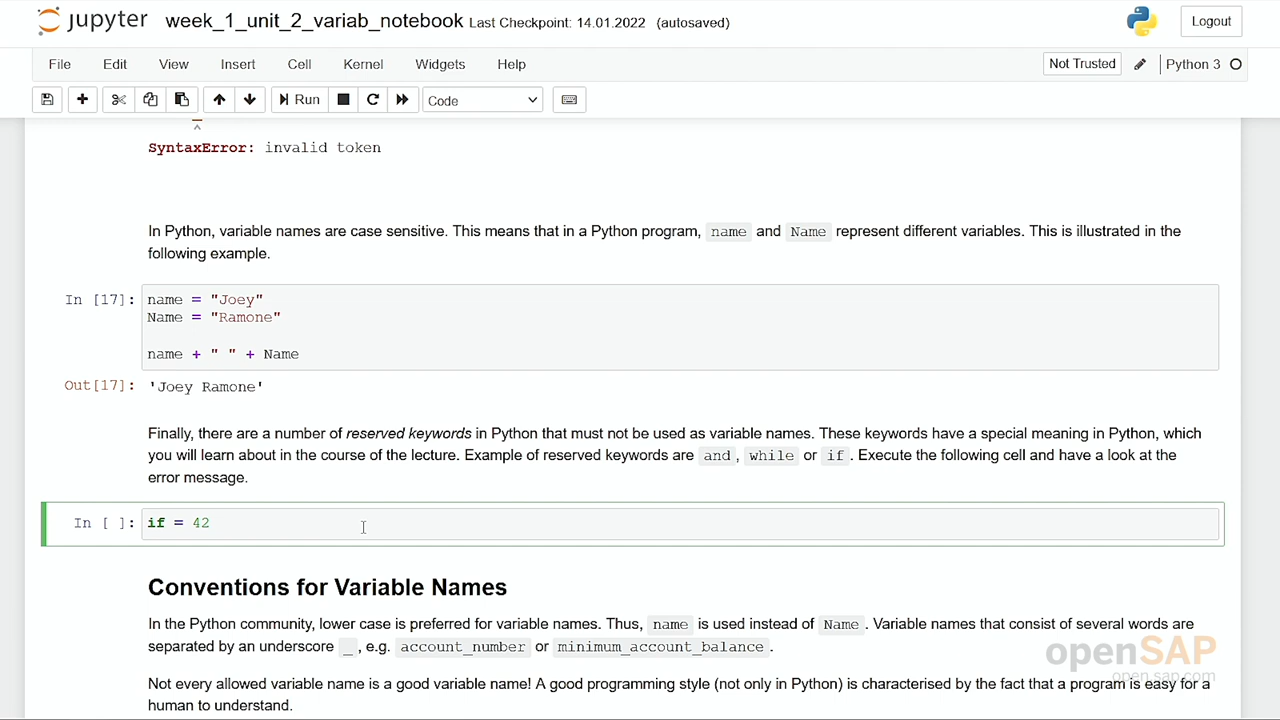 jupyter week_1_unit_2_variab_notebook Last Checkpoint: 14.01.2022 (autosaved) Logout
File Edit View Insert Cell Kernel Widgets Help Not Trusted Python 3
Run Code
^
SyntaxError: invalid token
In Python, variable names are case sensitive. This means that in a Python program, name and Name represent different variables. This is illustrated in the
following example.
In [17]: name = "Joey"
Name = "Ramone"
name + " " + Name
Out[17]: 'Joey Ramone'
Finally, there are a number of reserved keywords in Python that must not be used as variable names. These keywords have a special meaning in Python, which
you will learn about in the course of the lecture. Example of reserved keywords are and , while or if . Execute the following cell and have a look at the
error message.
In [ ]: if = 42
Conventions for Variable Names
In the Python community, lower case is preferred for variable names. Thus, name is used instead of Name . Variable names that consist of several words are
separated by an underscore _ , e.g. account_number or minimum_account_balance .
openSAP
Not every allowed variable name is a good variable name! A good programming style (not only in Python) is characterised by the fact that a program is easy for a
open.sap.com
human to understand.